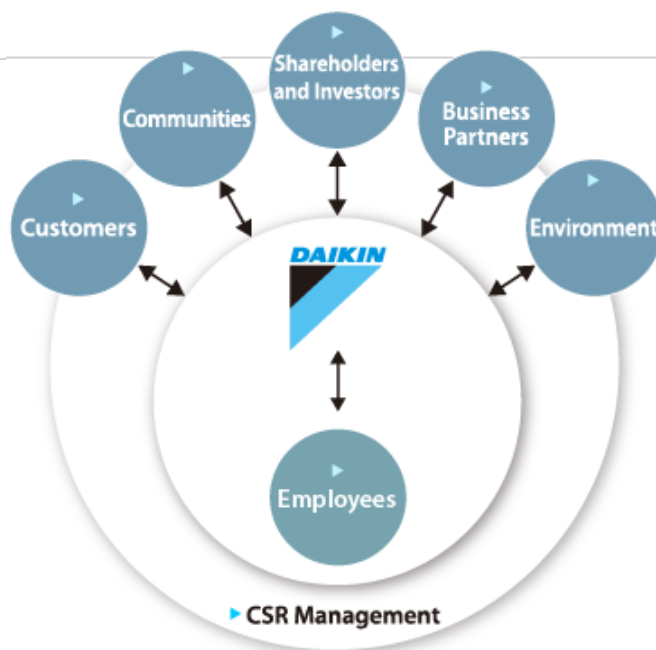 Shareholders
and Investors
Communities
Business
Partners
Customers
Environment
DAIKIN
Employees
CSR Management